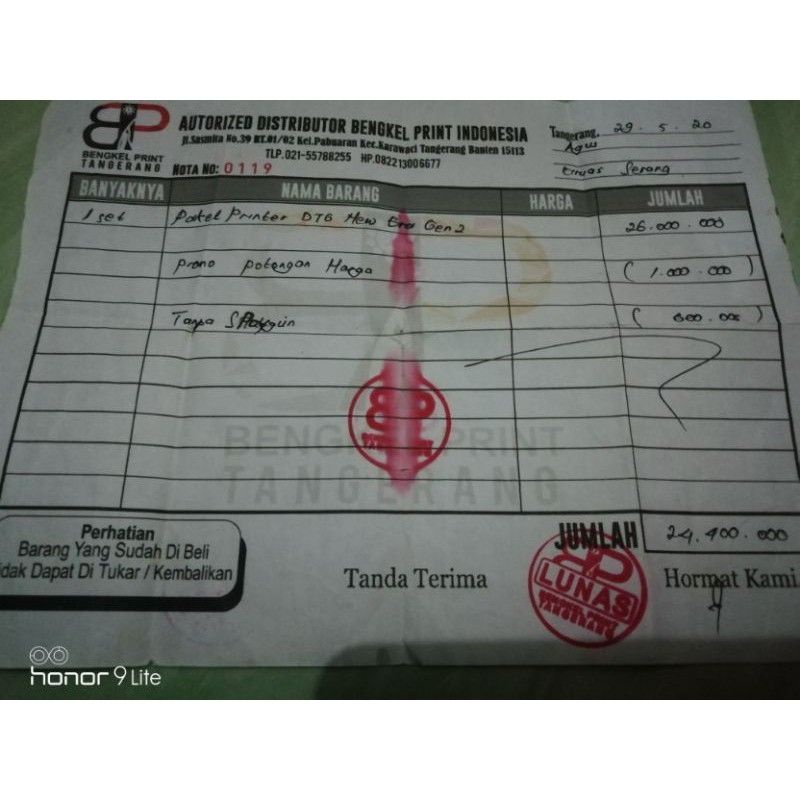 BP
BENGKEL PRINT
TANGERANG
AUTORIZED DISTRIBUTOR BENGKEL PRINT INDONESIA
Jl.Sasmita No.39 RT.01/02 Kel.Pabuaran Kec.Karawaci Tangerang Banten 15113
TLP.021-55788255 HP.082213006677
NOTA NO: 0119
Tangerang, 29 . 5 . 20
Agus
Serang
BANYAKNYA NAMA BARANG HARGA JUMLAH
1 set Paket Printer DTG New Era Gen 2 26.000.000
Promo potongan Harga (1.000.000)
Tanpa (600.000)
BENGKEL PRINT
TANGERANG
JUMLAH 24.400.000
Perhatian
Barang Yang Sudah Di Beli
idak Dapat Di Tukar / Kembalikan
Tanda Terima
LUNAS
BENGKEL PRINT
TANGERANG
Hormat Kami
honor 9 Lite